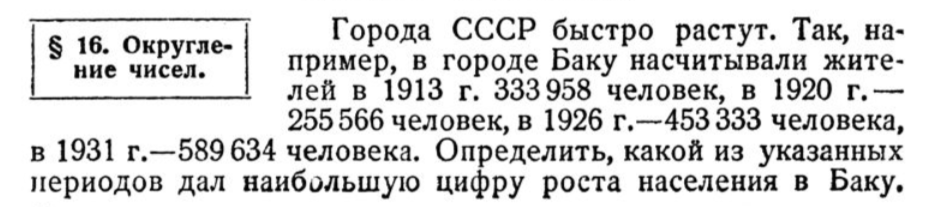 § 16. Округле-
ние чисел.
Города СССР быстро растут. Так, на-
пример, в городе Баку насчитывали жите-
лей в 1913 г. 333 958 человек, в 1920 г.—
255 566 человек, в 1926 г.—453 333 человека,
в 1931 г.—589 634 человека. Определить, какой из указанных
периодов дал наибольшую цифру роста населения в Баку.